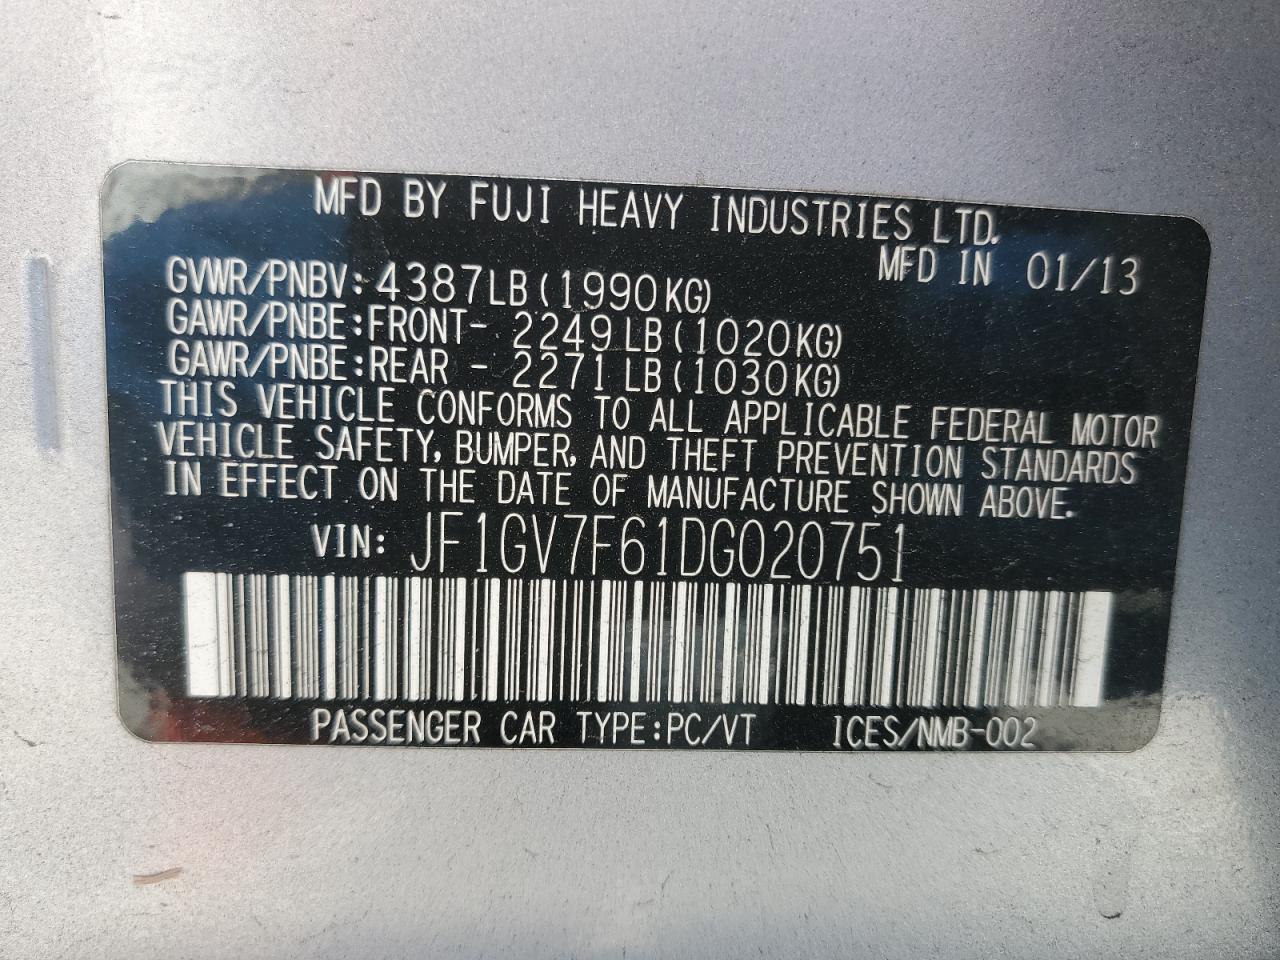 MFD BY FUJI HEAVY INDUSTRIES LTD.
MFD IN 01/13
GVWR/PNBV: 4387LB (1990KG)
GAWR/PNBE:FRONT- 2249LB (1020KG)
GAWR/PNBE:REAR - 2271LB (1030KG)
THIS VEHICLE CONFORMS TO ALL APPLICABLE FEDERAL MOTOR
VEHICLE SAFETY, BUMPER, AND THEFT PREVENTION STANDARDS
IN EFFECT ON THE DATE OF MANUFACTURE SHOWN ABOVE.
VIN: JF1GV7F61DG020751
PASSENGER CAR TYPE:PC/VT ICES/NMB-002